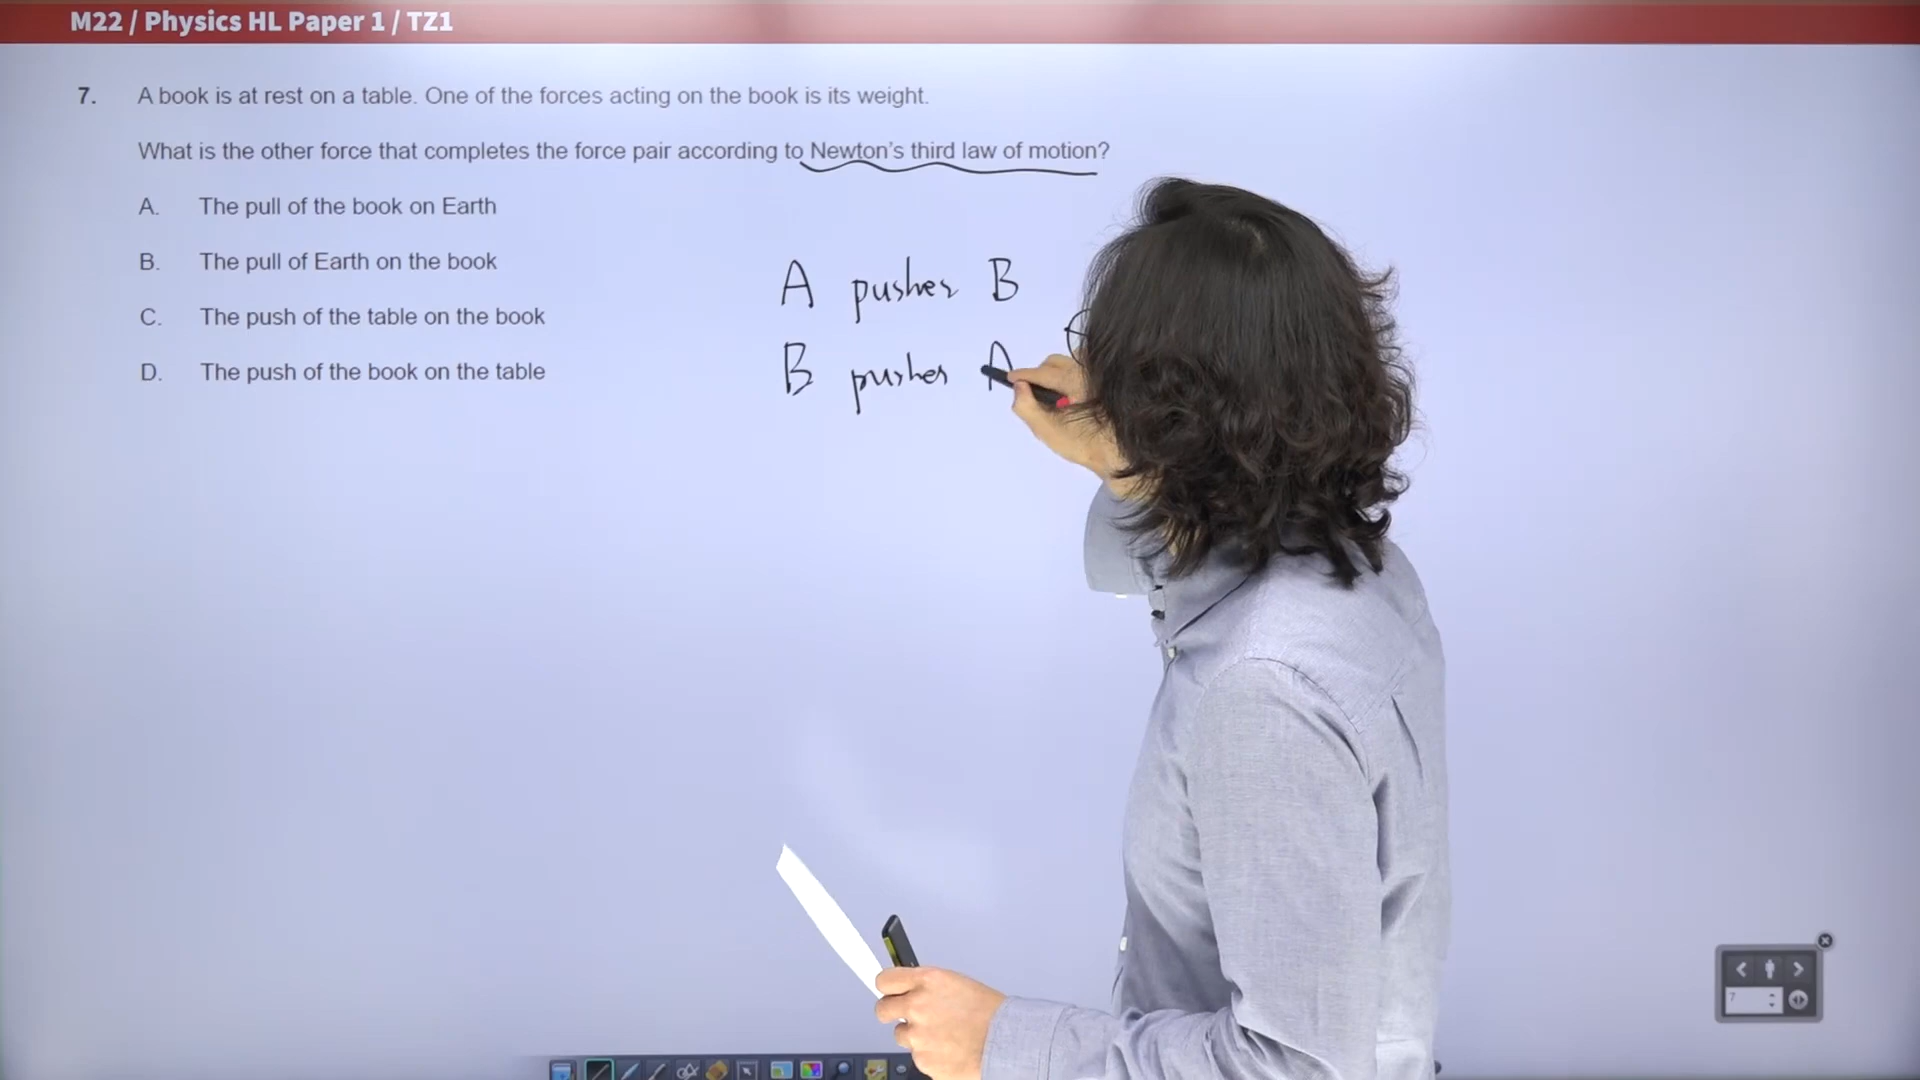 M22 / Physics HL Paper 1 / TZ1
7. A book is at rest on a table. One of the forces acting on the book is its weight.
What is the other force that completes the force pair according to Newton's third law of motion?
A. The pull of the book on Earth
B. The pull of Earth on the book
C. The push of the table on the book
D. The push of the book on the table
A pushes B
B pushes A
7